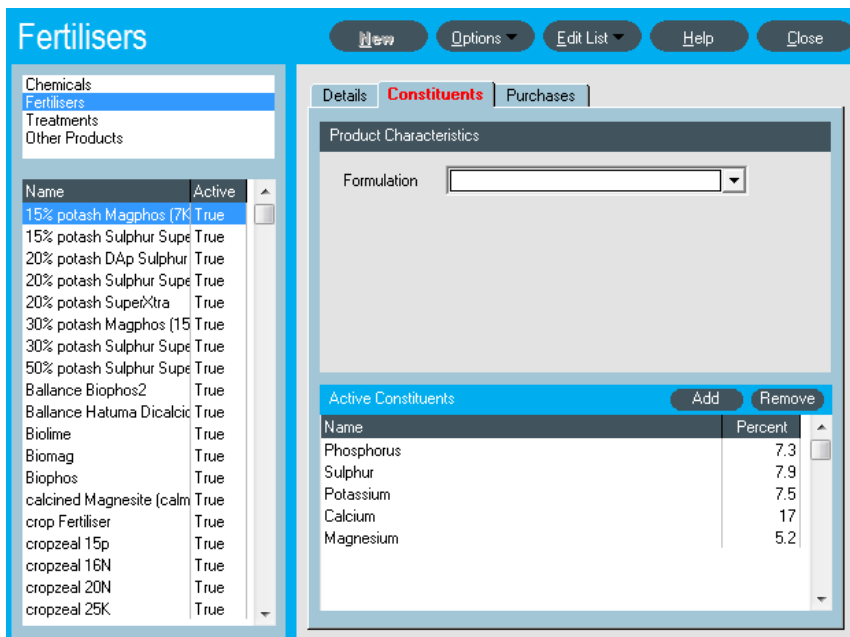 Fertilisers
New Options Edit List Help Close
Chemicals
Fertilisers
Treatments
Other Products
Name Active
15% potash Magphos (7K True
15% potash Sulphur Supe True
20% potash DAp Sulphur True
20% potash Sulphur Supe True
20% potash SuperXtra True
30% potash Magphos (15 True
30% potash Sulphur Supe True
50% potash Sulphur Supe True
Ballance Biophos2 True
Ballance Hatuma Dicalcic True
Biolime True
Biomag True
Biophos True
calcined Magnesite (calm True
crop Fertiliser True
cropzeal 15p True
cropzeal 16N True
cropzeal 20N True
cropzeal 25K True
Details Constituents Purchases
Product Characteristics
Formulation
Active Constituents Add Remove
Name Percent
Phosphorus 7.3
Sulphur 7.9
Potassium 7.5
Calcium 17
Magnesium 5.2